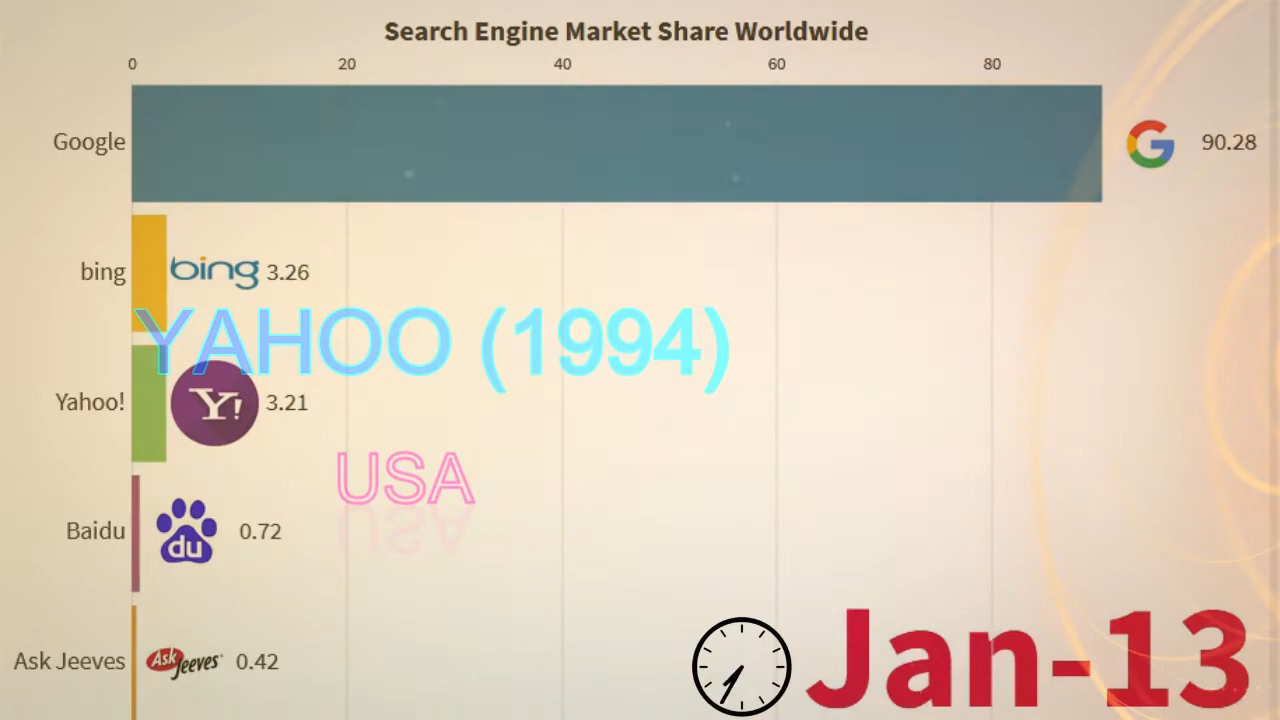 Search Engine Market Share Worldwide
0 20 40 60 80
Google G 90.28
bing bing 3.26
YAHOO (1994)
Yahoo! Y! 3.21
USA
Baidu du 0.72
Ask Jeeves Ask Jeeves 0.42
Jan-13